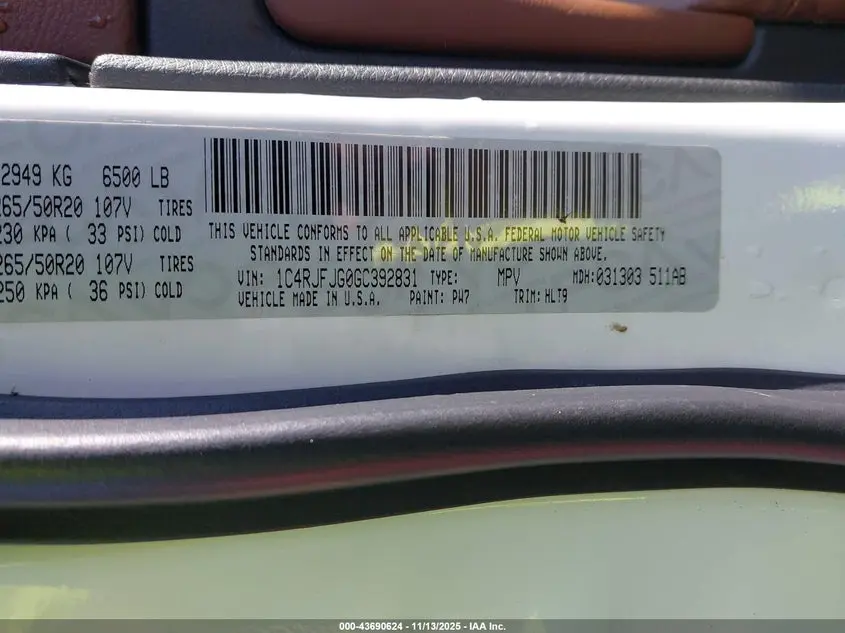 2949 KG 6500 LB
265/50R20 107V TIRES
230 KPA ( 33 PSI) COLD
265/50R20 107V TIRES
250 KPA ( 36 PSI) COLD
THIS VEHICLE CONFORMS TO ALL APPLICABLE U.S.A. FEDERAL MOTOR VEHICLE SAFETY
STANDARDS IN EFFECT ON THE DATE OF MANUFACTURE SHOWN ABOVE.
VIN: 1C4RJFJG0GC392831 TYPE: MPV MDH: 031303 511AB
VEHICLE MADE IN U.S.A. PAINT: PW7 TRIM: HLT9
000-43690624 | 11/13/2025 - IAA Inc.